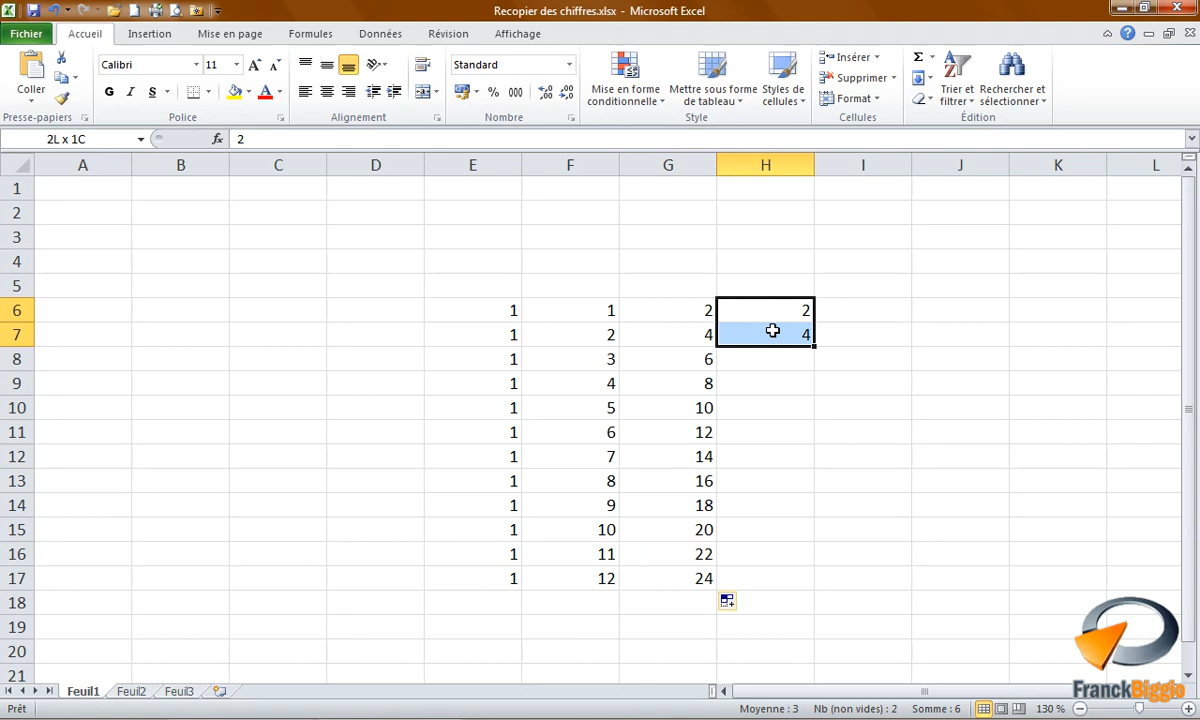 Recopier des chiffres.xlsx - Microsoft Excel
Fichier Accueil Insertion Mise en page Formules Données Révision Affichage
Coller
Presse-papiers
Calibri 11
G I S
Police
Alignement
Standard
% 000
Nombre
Mise en forme conditionnelle
Mettre sous forme de tableau
Styles de cellules
Style
Insérer
Supprimer
Format
Cellules
Σ
Trier et filtrer
Rechercher et sélectionner
Édition
2L x 1C fx 2
A B C D E F G H I J K L
1
2
3
4
5
6 1 1 2 2
7 1 2 4 4
8 1 3 6
9 1 4 8
10 1 5 10
11 1 6 12
12 1 7 14
13 1 8 16
14 1 9 18
15 1 10 20
16 1 11 22
17 1 12 24
18
19
20
21
FranckBiggio
Feuil1 Feuil2 Feuil3
Prêt Moyenne : 3 Nb (non vides) : 2 Somme : 6 130 %